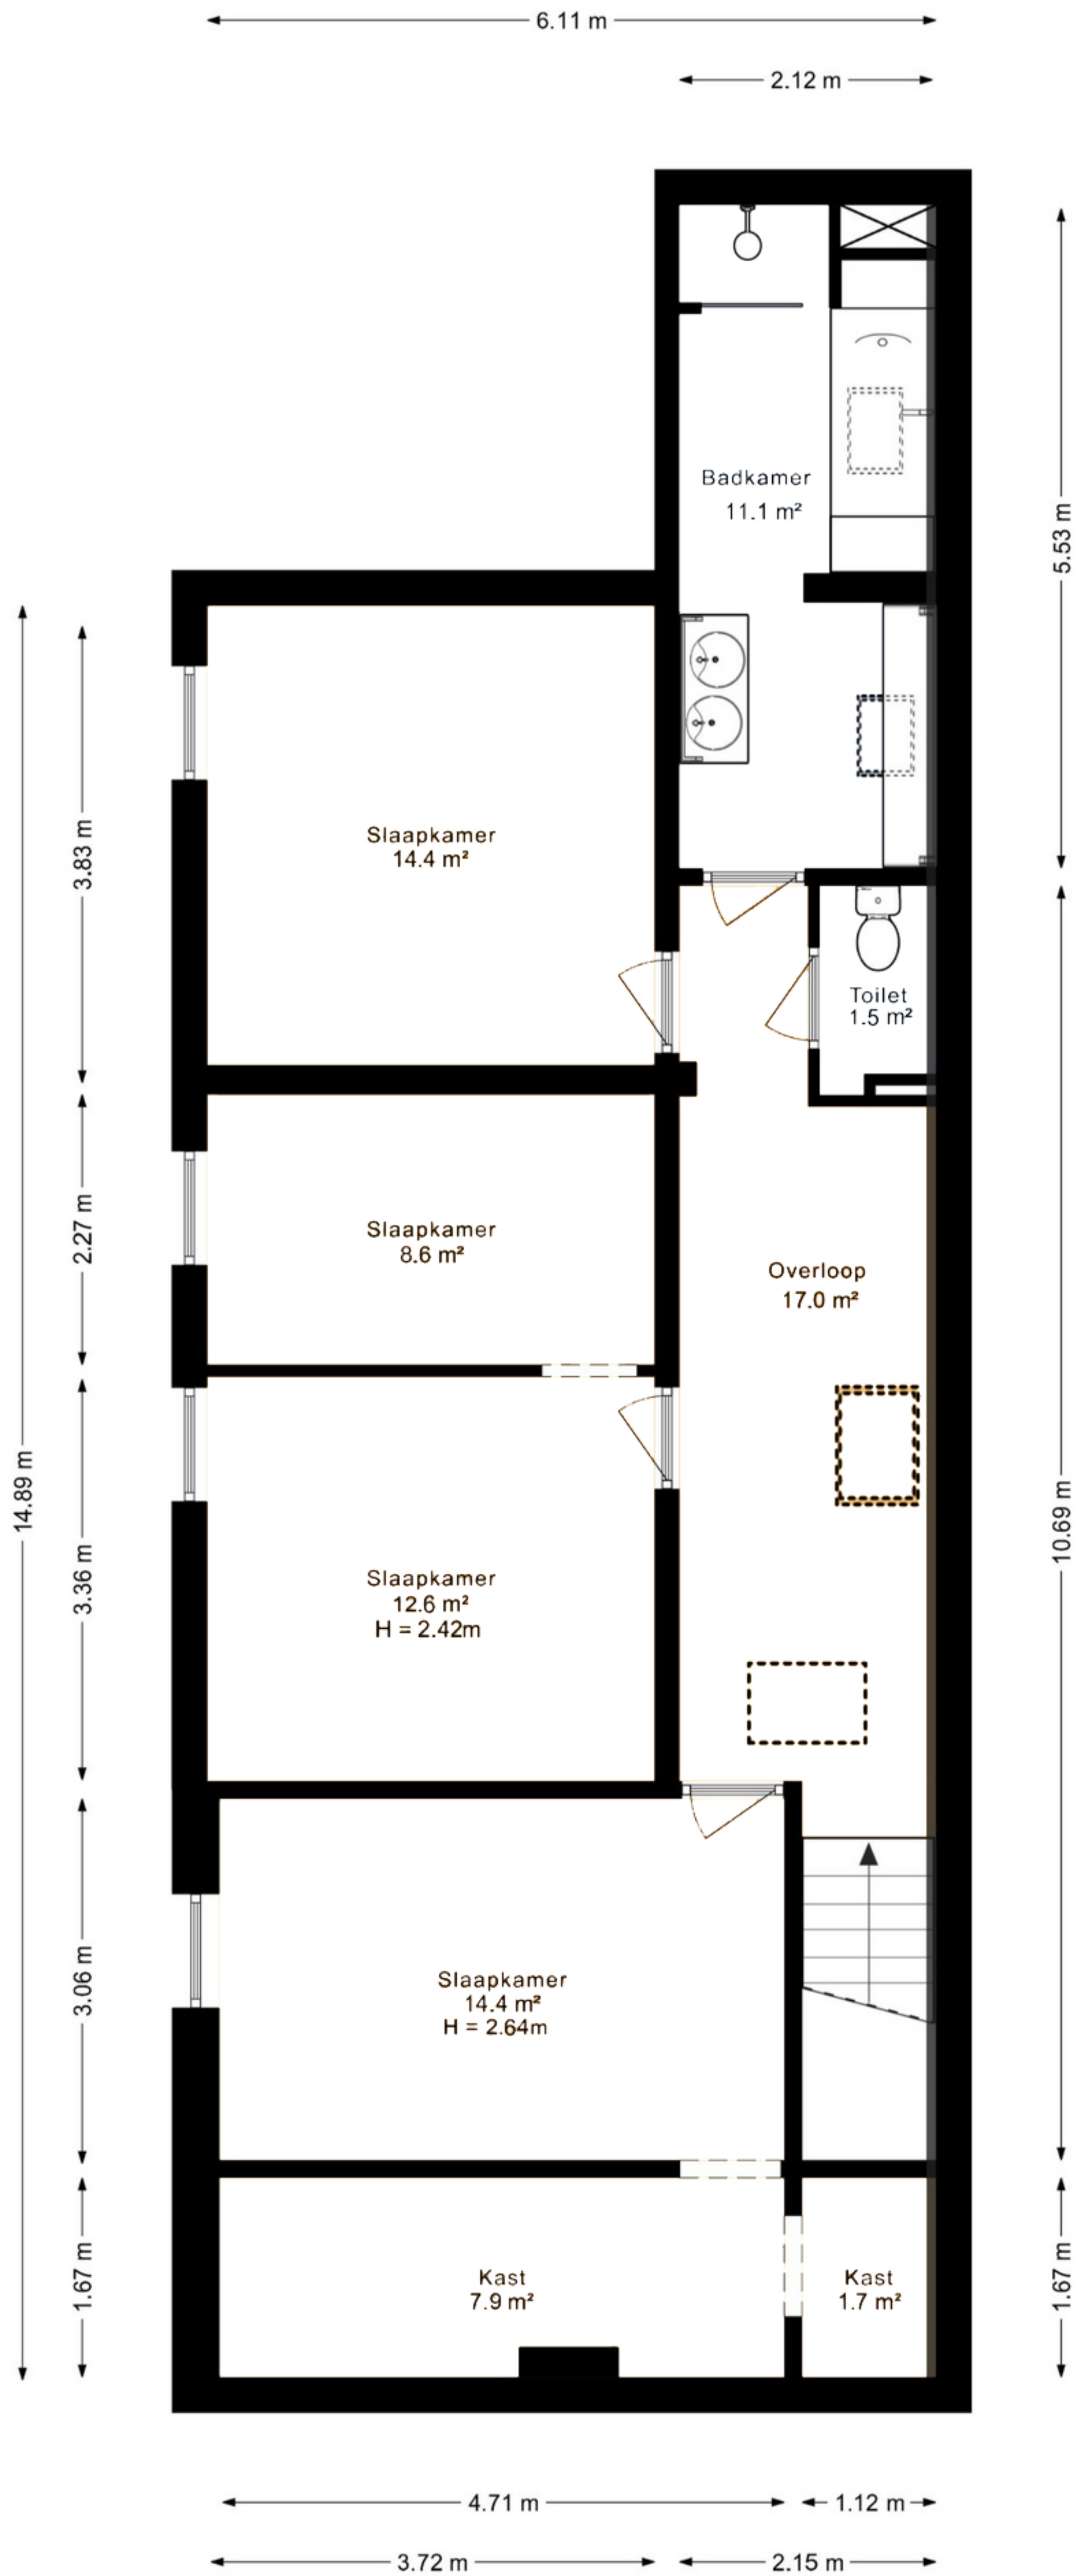 6.11 m
2.12 m
Badkamer
11.1 m²
5.53 m
Slaapkamer
14.4 m²
3.83 m
Toilet
1.5 m²
Slaapkamer
8.6 m²
2.27 m
Overloop
17.0 m²
14.89 m
10.69 m
Slaapkamer
12.6 m²
H = 2.42m
3.36 m
Slaapkamer
14.4 m²
H = 2.64m
3.06 m
Kast
7.9 m²
Kast
1.7 m²
1.67 m
1.67 m
4.71 m
1.12 m
3.72 m
2.15 m